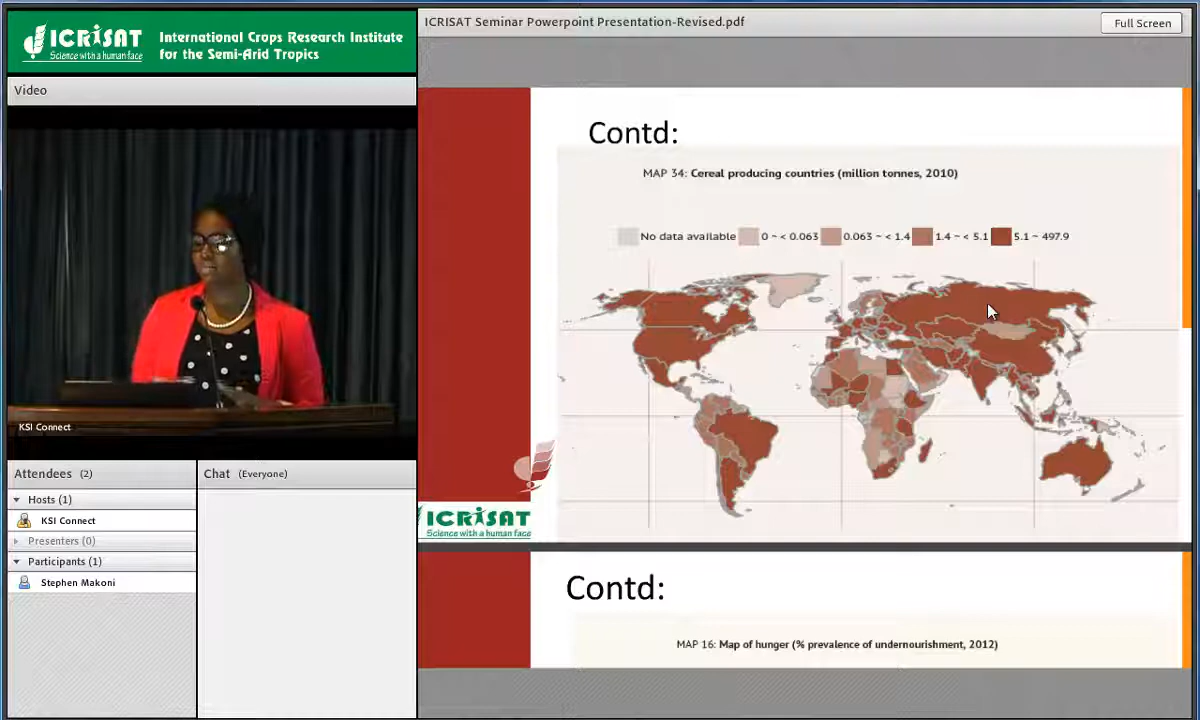 ICRISAT
Science with a human face
International Crops Research Institute
for the Semi-Arid Tropics
Video
KSI Connect
Attendees (2)
Hosts (1)
KSI Connect
Presenters (0)
Participants (1)
Stephen Makoni
Chat (Everyone)
ICRISAT Seminar Powerpoint Presentation-Revised.pdf
Full Screen
Contd:
MAP 34: Cereal producing countries (million tonnes, 2010)
No data available 0 ~ < 0.063 0.063 ~ < 1.4 1.4 ~ < 5.1 5.1 ~ 497.9
ICRISAT
Science with a human face
Contd:
MAP 16: Map of hunger (% prevalence of undernourishment, 2012)